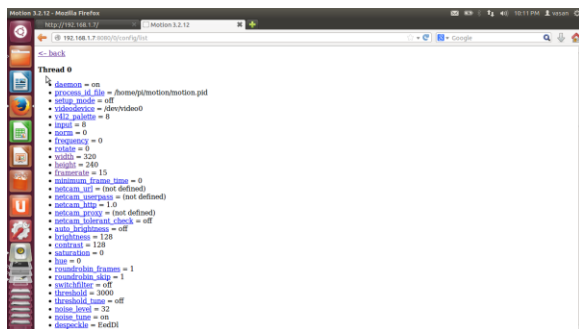 Motion 3.2.12 - Mozilla Firefox
10:11 PM vasan
http://192.168.1.7/
Motion 3.2.12
192.168.1.7:8080/0/config/list
Google
<- back
Thread 0
daemon = on
process_id_file = /home/pi/motion/motion.pid
setup_mode = off
videodevice = /dev/video0
v4l2_palette = 8
input = 8
norm = 0
frequency = 0
rotate = 0
width = 320
height = 240
framerate = 15
minimum_frame_time = 0
netcam_url = (not defined)
netcam_userpass = (not defined)
netcam_http = 1.0
netcam_proxy = (not defined)
netcam_tolerant_check = off
auto_brightness = off
brightness = 128
contrast = 128
saturation = 0
hue = 0
roundrobin_frames = 1
roundrobin_skip = 1
switchfilter = off
threshold = 3000
threshold_tune = off
noise_level = 32
noise_tune = on
despeckle = EedDl